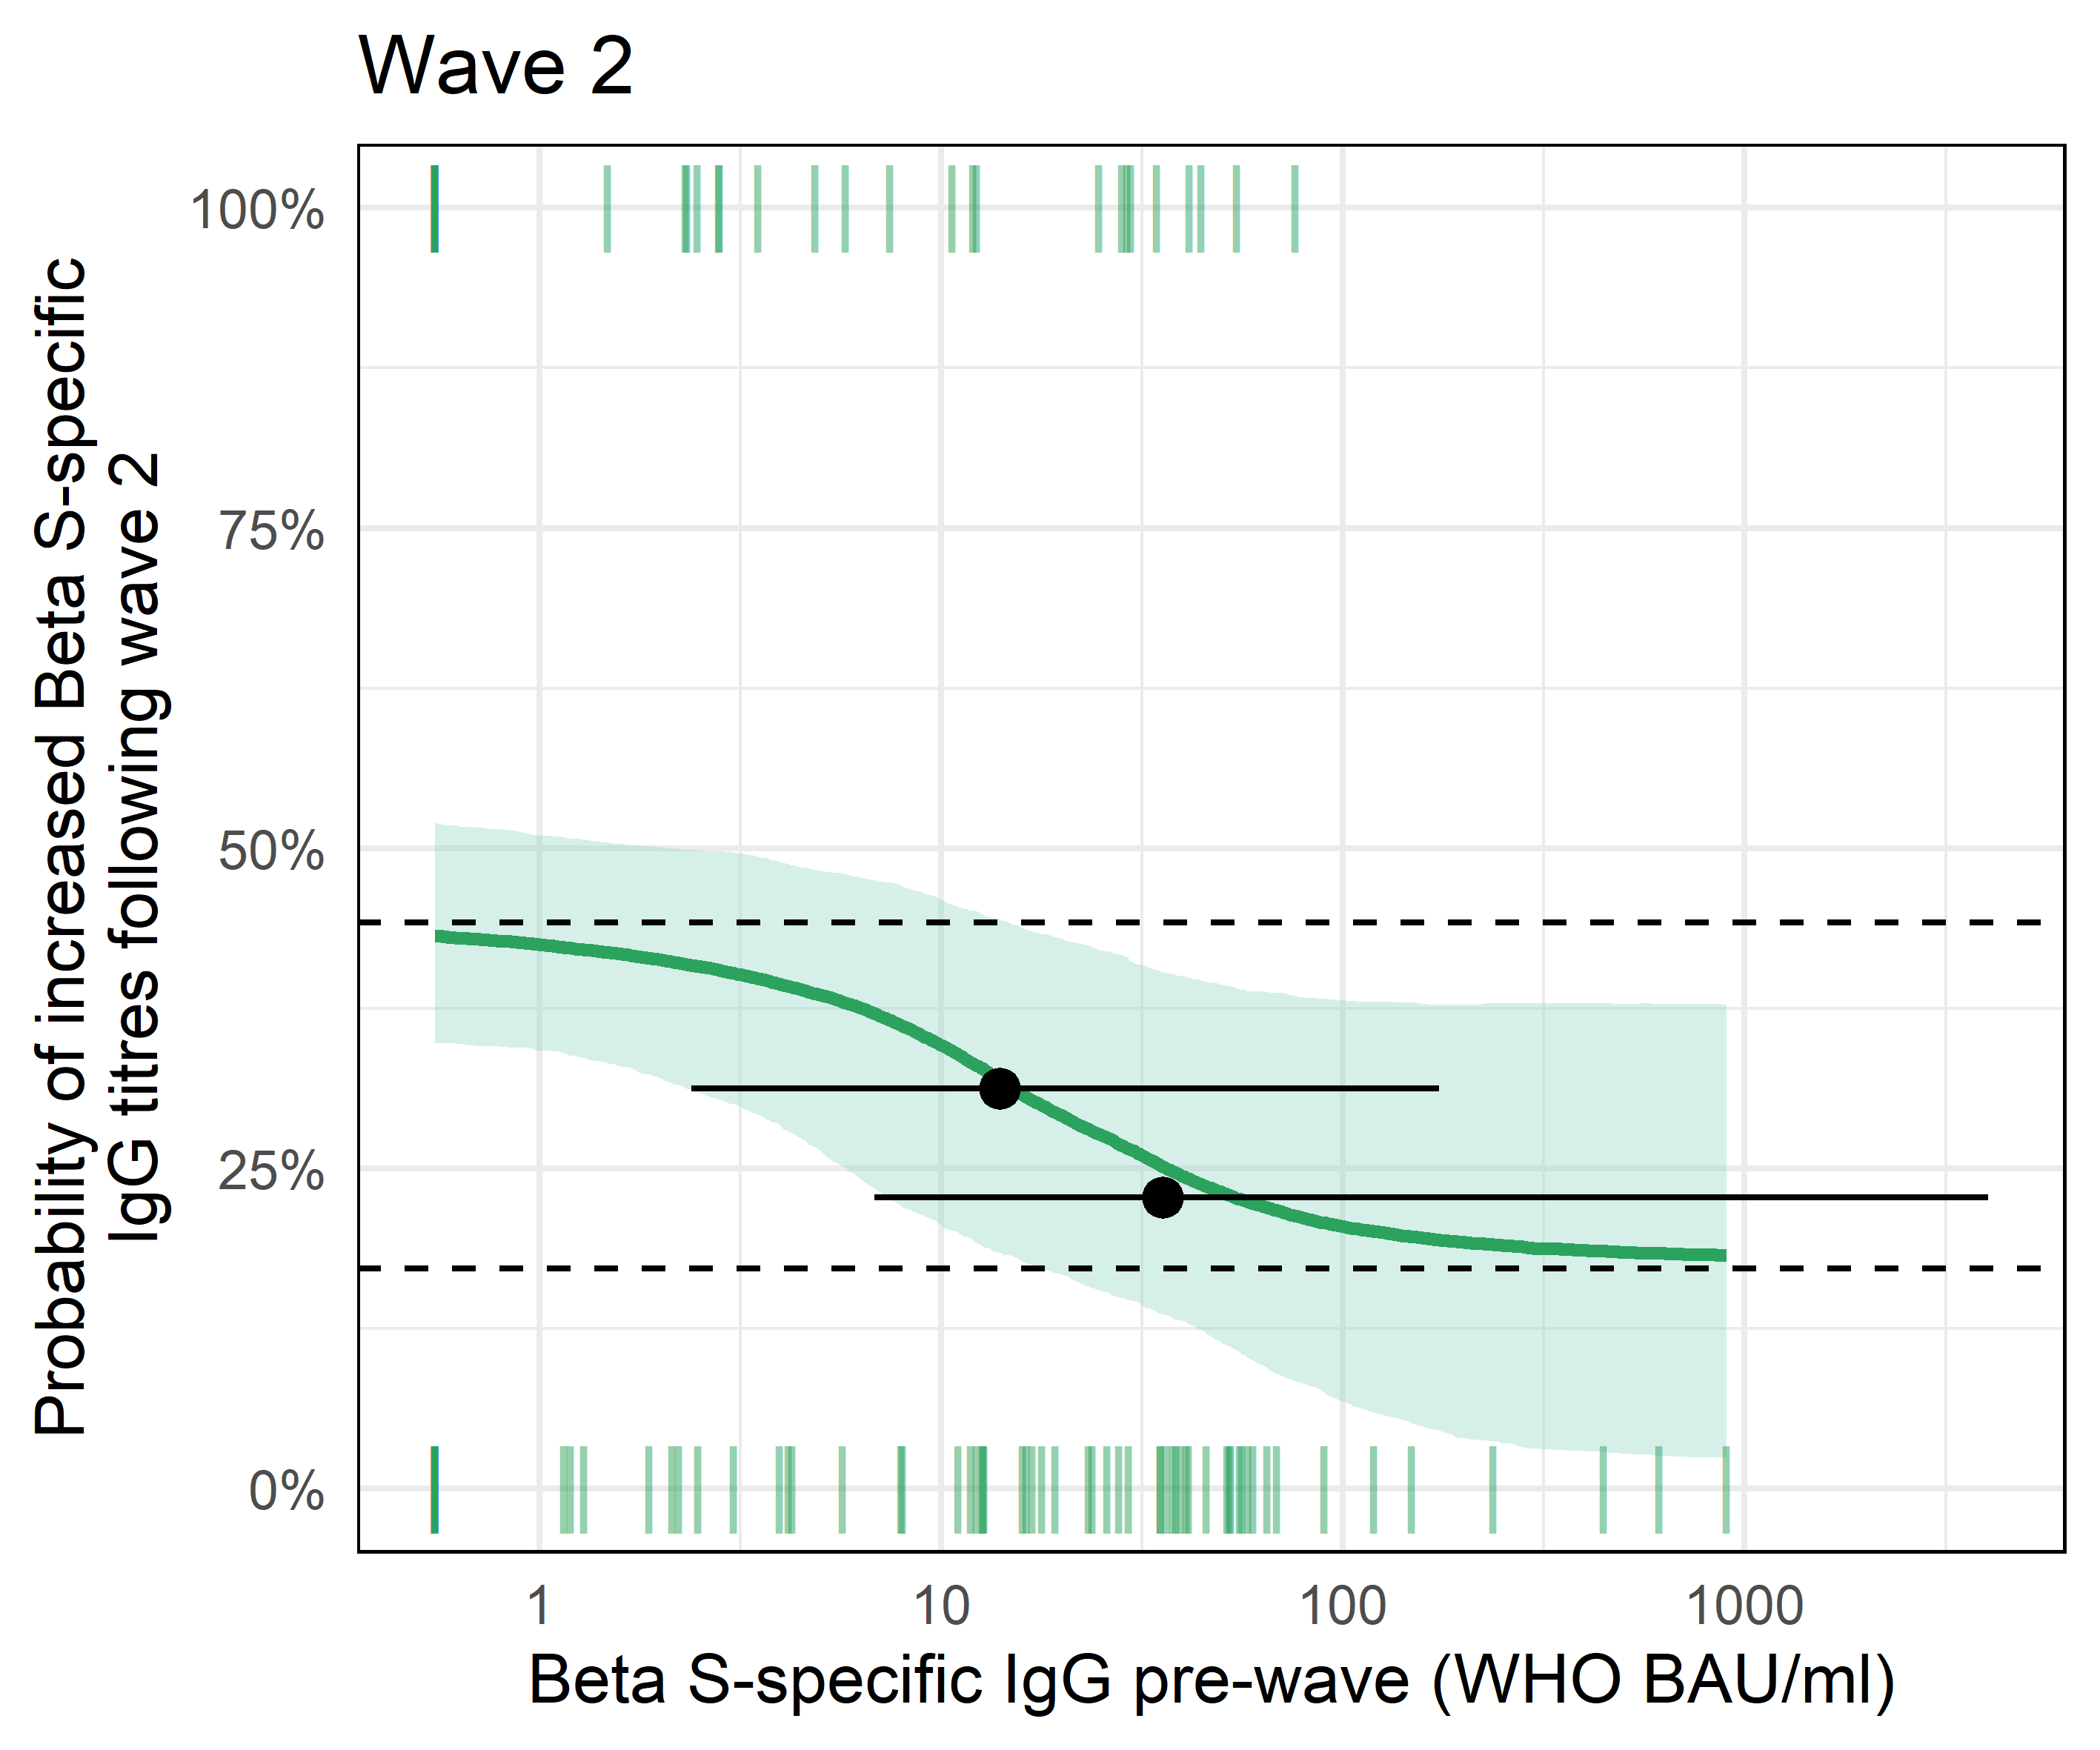 Wave 2
Probability of increased Beta S-specific
IgG titres following wave 2
100%
75%
50%
25%
0%
1 10 100 1000
Beta S-specific IgG pre-wave (WHO BAU/ml)